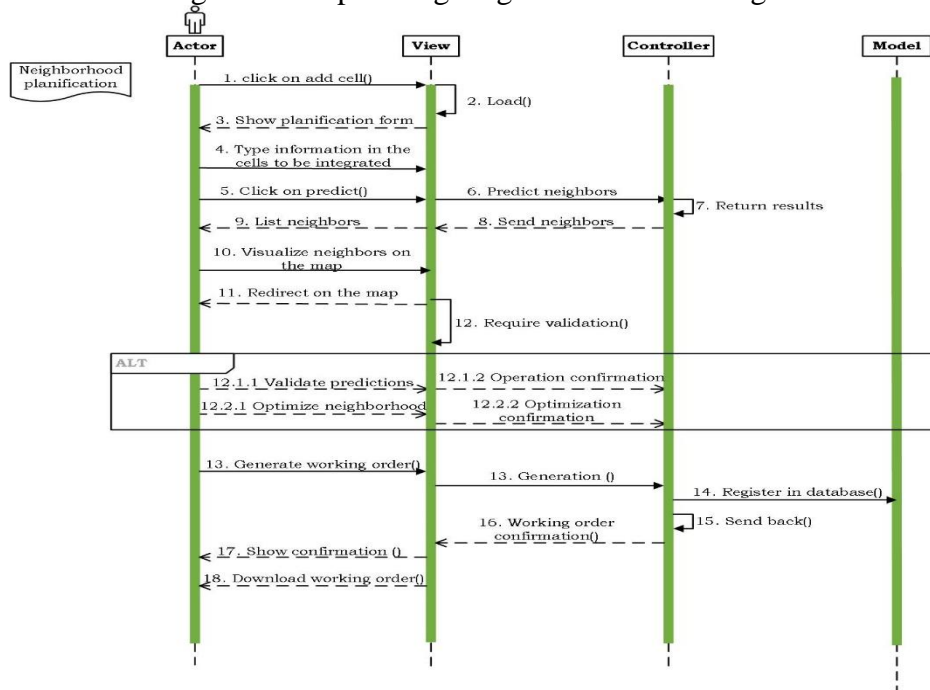 Actor
View
Controller
Model
Neighborhood
planification
1. click on add cell()
2. Load()
3. Show planification form
4. Type information in the
cells to be integrated
5. Click on predict()
6. Predict neighbors
7. Return results
9. List neighbors
8. Send neighbors
10. Visualize neighbors on
the map
11. Redirect on the map
12. Require validation()
ALT
12.1.1 Validate predictions
12.1.2 Operation confirmation
12.2.1 Optimize neighborhood
12.2.2 Optimization
confirmation
13. Generate working order()
13. Generation ()
14. Register in database()
15. Send back()
16. Working order
confirmation()
17. Show confirmation ()
18. Download working order()